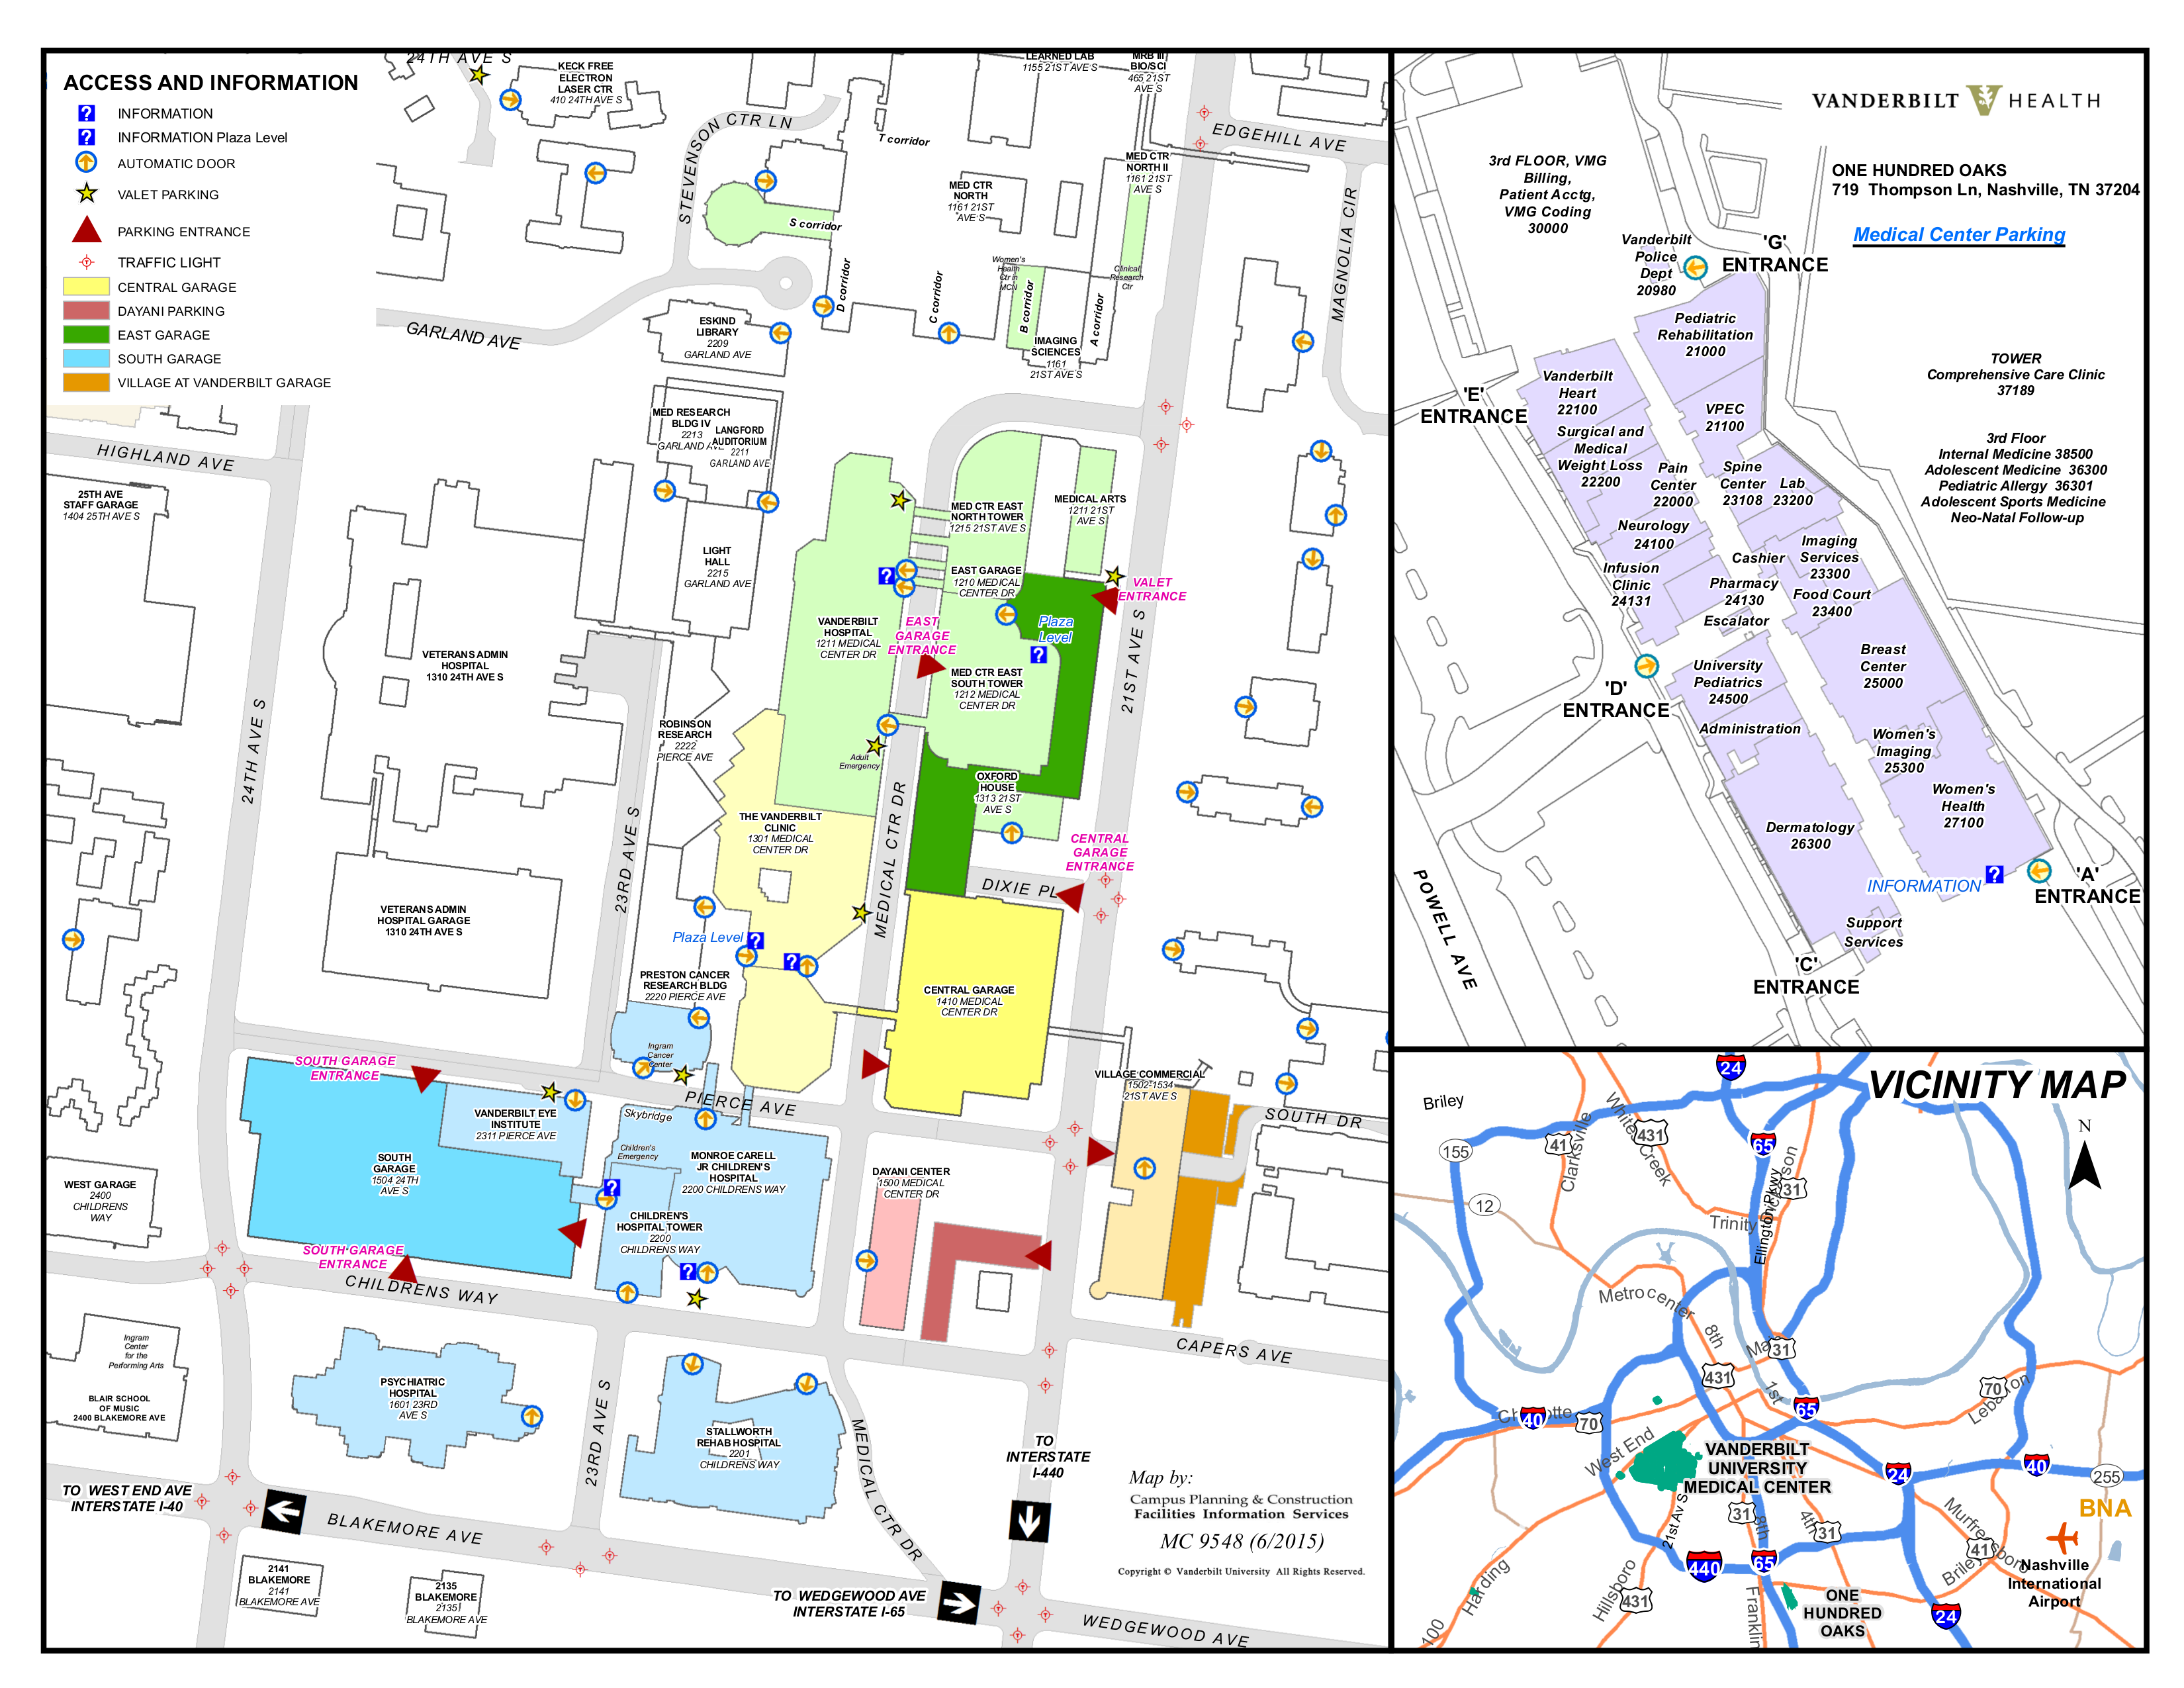 ACCESS AND INFORMATION
INFORMATION
INFORMATION Plaza Level
AUTOMATIC DOOR
VALET PARKING
PARKING ENTRANCE
TRAFFIC LIGHT
CENTRAL GARAGE
DAYANI PARKING
EAST GARAGE
SOUTH GARAGE
VILLAGE AT VANDERBILT GARAGE
24TH AVE S
KECK FREE
ELECTRON
LASER CTR
410 24TH AVE S
STEVENSON CTR LN
LEARNED LAB
1155 21ST AVE S
MRB III
BIO/SCI
465 21ST
AVE S
EDGEHILL AVE
T corridor
MED CTR
NORTH II
1161 21ST
AVE S
MED CTR
NORTH
1161 21ST
AVE S
S corridor
MAGNOLIA CIR
Women's
Health
Ctr in
MCN
Clinical
Research
Ctr
D corridor
C corridor
B corridor
A corridor
IMAGING
SCIENCES
1161
21ST AVE S
GARLAND AVE
ESKIND
LIBRARY
2209
GARLAND AVE
MED RESEARCH
BLDG IV
2213
GARLAND AVE
LANGFORD
AUDITORIUM
2211
GARLAND AVE
HIGHLAND AVE
25TH AVE
STAFF GARAGE
1404 25TH AVE S
LIGHT
HALL
2215
GARLAND AVE
MED CTR EAST
NORTH TOWER
1215 21ST AVE S
MEDICAL ARTS
1211 21ST
AVE S
EAST GARAGE
1210 MEDICAL
CENTER DR
VALET
ENTRANCE
VANDERBILT
HOSPITAL
1211 MEDICAL
CENTER DR
EAST
GARAGE
ENTRANCE
Plaza
Level
MED CTR EAST
SOUTH TOWER
1212 MEDICAL
CENTER DR
21ST AVE S
VETERANS ADMIN
HOSPITAL
1310 24TH AVE S
ROBINSON
RESEARCH
2222
PIERCE AVE
24TH AVE S
Adult
Emergency
OXFORD
HOUSE
1313 21ST
AVE S
THE VANDERBILT
CLINIC
1301 MEDICAL
CENTER DR
MEDICAL CTR DR
23RD AVE S
CENTRAL
GARAGE
ENTRANCE
DIXIE PL
VETERANS ADMIN
HOSPITAL GARAGE
1310 24TH AVE S
Plaza Level
PRESTON CANCER
RESEARCH BLDG
2220 PIERCE AVE
CENTRAL GARAGE
1410 MEDICAL
CENTER DR
Ingram
Cancer
Center
SOUTH GARAGE
ENTRANCE
VILLAGE COMMERCIAL
1502-1534
21ST AVE S
PIERCE AVE
SOUTH DR
VANDERBILT EYE
INSTITUTE
2311 PIERCE AVE
Skybridge
Children's
Emergency
MONROE CARELL
JR CHILDREN'S
HOSPITAL
2200 CHILDRENS WAY
SOUTH
GARAGE
1504 24TH
AVE S
WEST GARAGE
2400
CHILDRENS
WAY
DAYANI CENTER
1500 MEDICAL
CENTER DR
CHILDREN'S
HOSPITAL TOWER
2200
CHILDRENS WAY
SOUTH GARAGE
ENTRANCE
CHILDRENS WAY
CAPERS AVE
Ingram
Center
for the
Performing Arts
BLAIR SCHOOL
OF MUSIC
2400 BLAKEMORE AVE
PSYCHIATRIC
HOSPITAL
1601 23RD
AVE S
23RD AVE S
STALLWORTH
REHAB HOSPITAL
2201
CHILDRENS WAY
MEDICAL CTR DR
TO
INTERSTATE
I-440
TO WEST END AVE
INTERSTATE I-40
BLAKEMORE AVE
2141
BLAKEMORE
2141
BLAKEMORE AVE
2135
BLAKEMORE
2135
BLAKEMORE AVE
TO WEDGEWOOD AVE
INTERSTATE I-65
WEDGEWOOD AVE
Map by:
Campus Planning & Construction
Facilities Information Services
MC 9548 (6/2015)
Copyright © Vanderbilt University All Rights Reserved.
VANDERBILT V HEALTH
ONE HUNDRED OAKS
719 Thompson Ln, Nashville, TN 37204
Medical Center Parking
3rd FLOOR, VMG
Billing,
Patient Acctg,
VMG Coding
30000
Vanderbilt
Police
Dept
20980
'G'
ENTRANCE
Pediatric
Rehabilitation
21000
TOWER
Comprehensive Care Clinic
37189
'E'
ENTRANCE
Vanderbilt
Heart
22100
VPEC
21100
Surgical and
Medical
Weight Loss
22200
Pain
Center
22000
Spine
Center
23108
Lab
23200
3rd Floor
Internal Medicine 38500
Adolescent Medicine 36300
Pediatric Allergy 36301
Adolescent Sports Medicine
Neo-Natal Follow-up
Neurology
24100
Imaging
Services
23300
Cashier
Infusion
Clinic
24131
Pharmacy
24130
Food Court
23400
Escalator
Breast
Center
25000
University
Pediatrics
24500
'D'
ENTRANCE
Administration
Women's
Imaging
25300
Women's
Health
27100
Dermatology
26300
POWELL AVE
INFORMATION
'A'
ENTRANCE
Support
Services
'C'
ENTRANCE
VICINITY MAP
N
24
Briley
155
41
Clarksville
Whites Creek
431
65
Ellington Pkwy
31
12
Trinity
Metrocenter
8th
31
431
1st
70
Lebanon
65
40
70
West End
VANDERBILT
UNIVERSITY
MEDICAL CENTER
24
40
255
BNA
21st Av S
31
8th
4th
31
41
Briley
Nashville
International
Airport
440
65
Harding
Hillsboro
431
100
Franklin
ONE
HUNDRED
OAKS
24